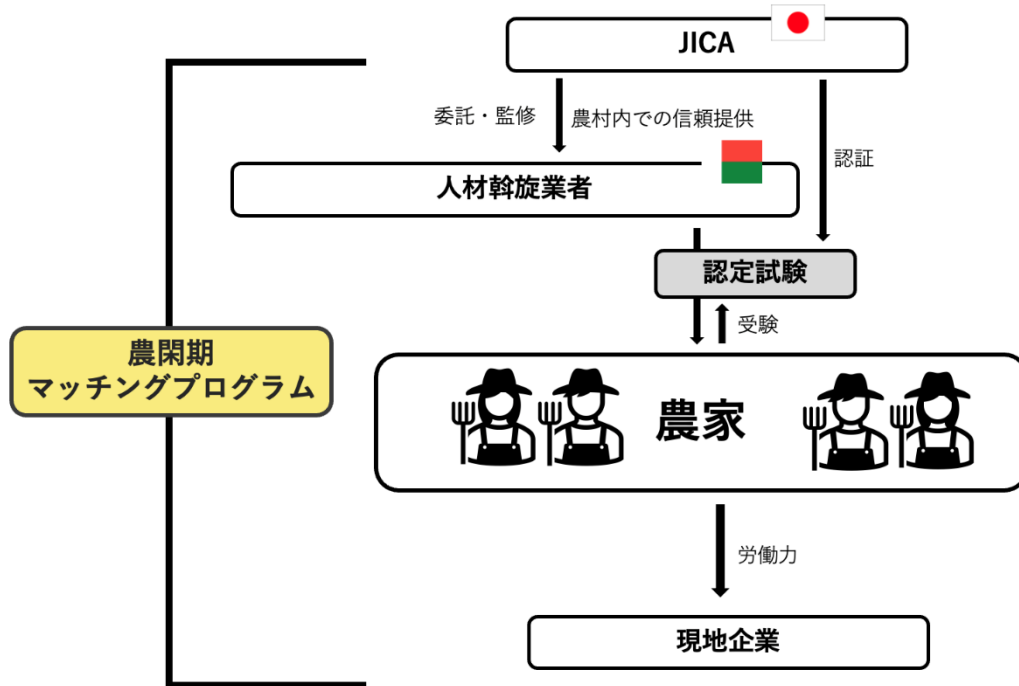 JICA
委託・監修
農村内での信頼提供
認証
人材斡旋業者
認定試験
受験
農閑期
マッチングプログラム
農家
労働力
現地企業